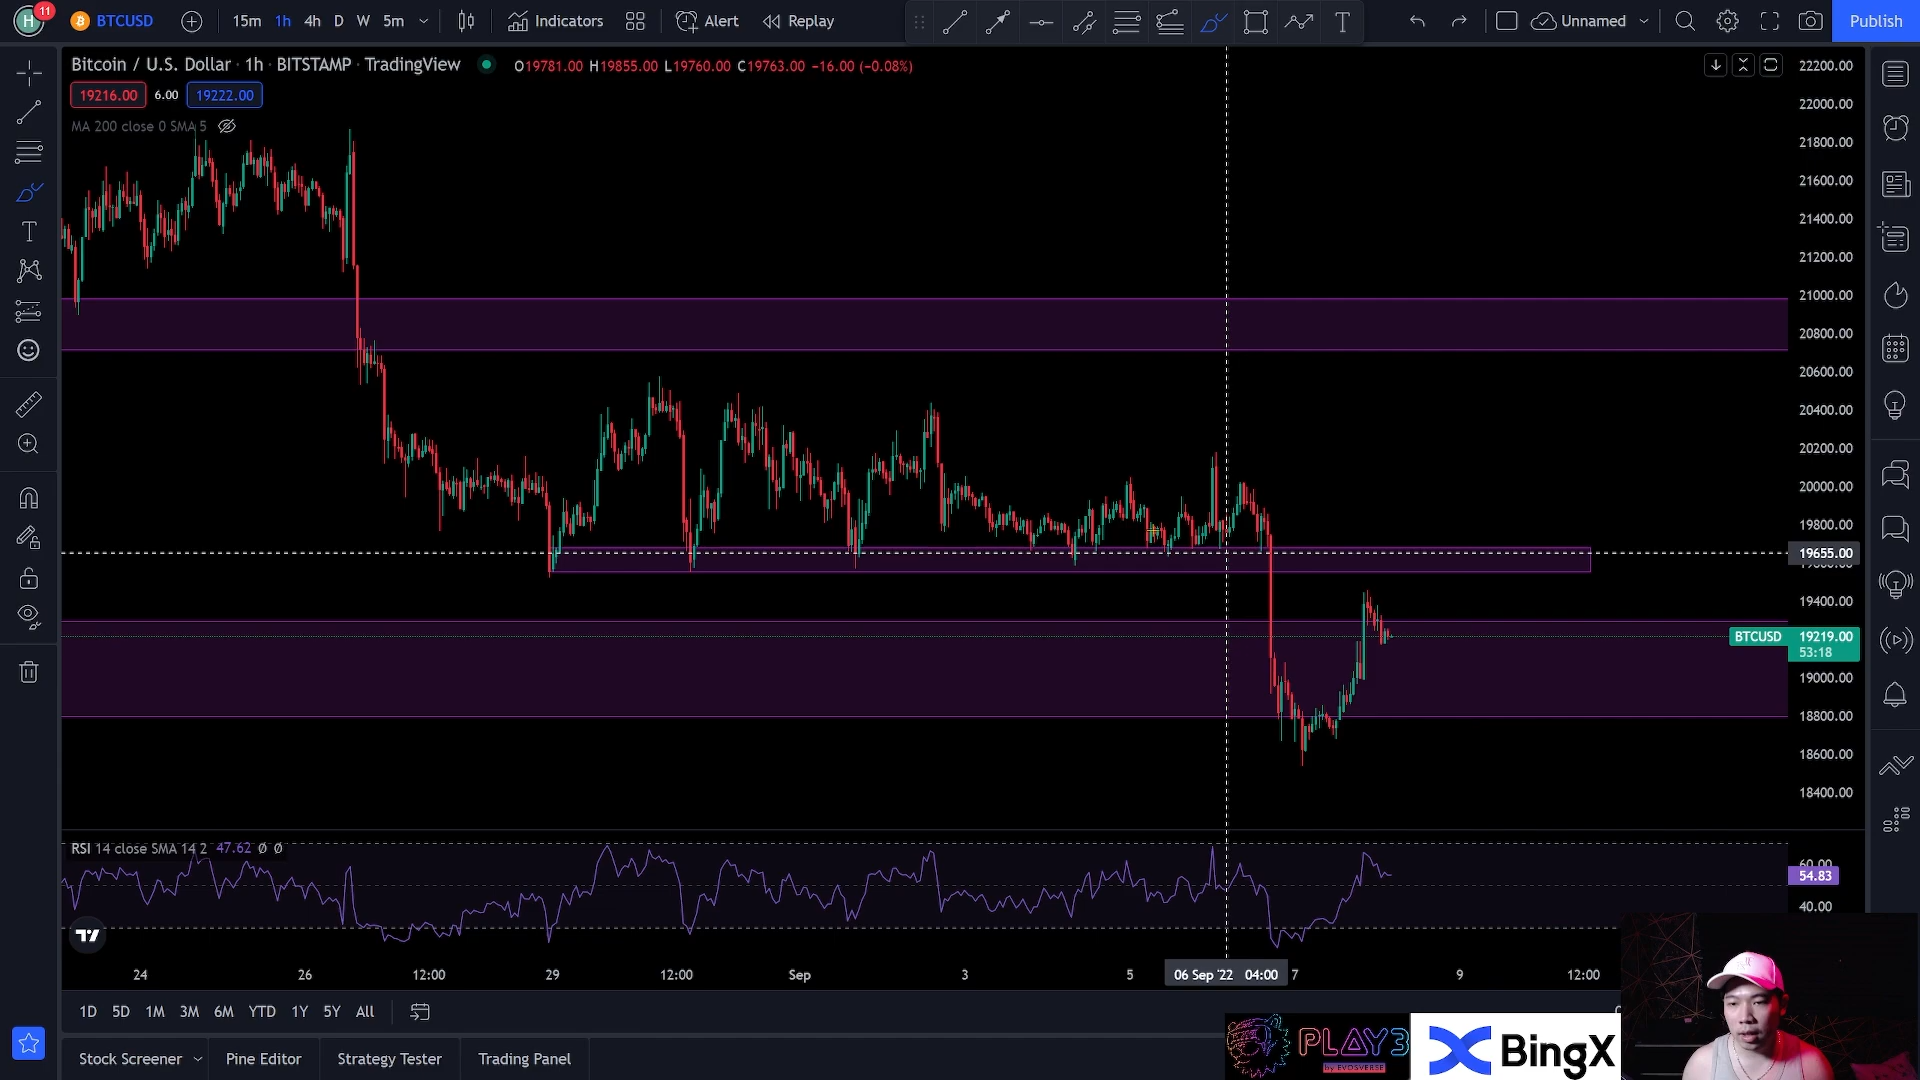 H 11 BTCUSD 15m 1h 4h D W 5m Indicators Alert Replay T Unnamed Publish
Bitcoin / U.S. Dollar · 1h · BITSTAMP · TradingView O19781.00 H19855.00 L19760.00 C19763.00 −16.00 (−0.08%)
19216.00 6.00 19222.00
MA 200 close 0 SMA 5
22200.00
22000.00
21800.00
21600.00
21400.00
21200.00
21000.00
20800.00
20600.00
20400.00
20200.00
20000.00
19800.00
19655.00
19400.00
BTCUSD 19219.00
53:18
19000.00
18800.00
18600.00
18400.00
RSI 14 close SMA 14 2 47.62 Ø Ø
60.00
54.83
40.00
24 26 12:00 29 12:00 Sep 3 5 06 Sep '22 04:00 7 9 12:00
1D 5D 1M 3M 6M YTD 1Y 5Y All
Stock Screener Pine Editor Strategy Tester Trading Panel
PLAY3
by EVOSVERSE
BingX